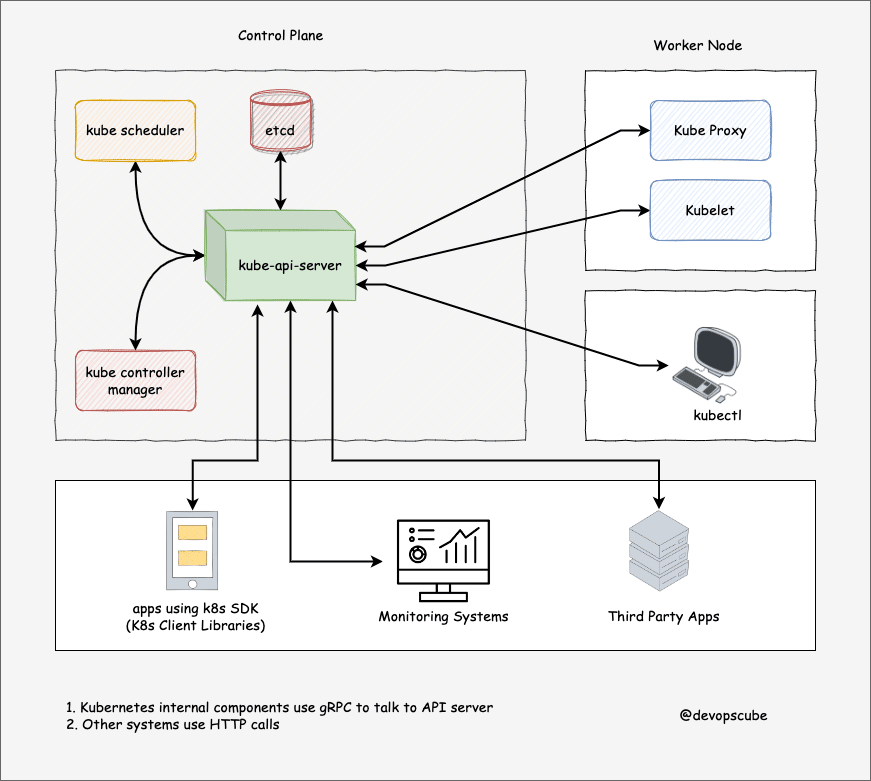 Control Plane
Worker Node
kube scheduler
etcd
Kube Proxy
Kubelet
kube-api-server
kube controller
manager
kubectl
apps using k8s SDK
(K8s Client Libraries)
Monitoring Systems
Third Party Apps
1. Kubernetes internal components use gRPC to talk to API server
2. Other systems use HTTP calls
@devopscube